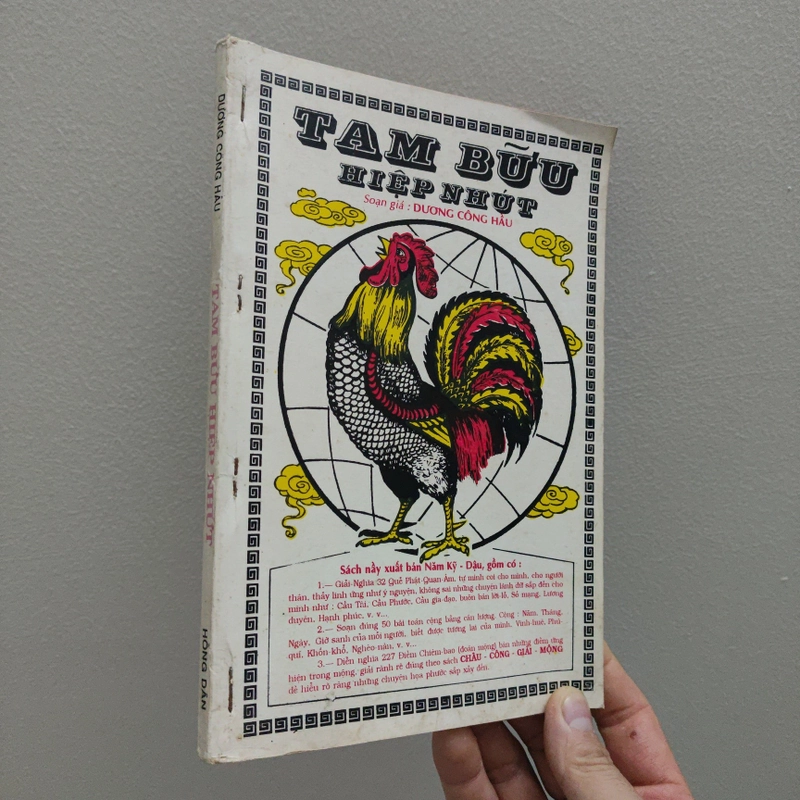 DƯƠNG CÔNG HẦU
TAM BỬU HIỆP NHỨT
HỒNG DÂN
TAM BỬU
HIỆP NHỨT
Soạn giả : DƯƠNG CÔNG HẦU
Sách nầy xuất bản Năm Kỷ - Dậu, gồm có :
1.— Giải-Nghĩa 32 Quẻ Phật Quan-Âm, tự mình coi cho mình, cho người
thân, thấy linh ứng như ý nguyện, không sai những chuyện lành dữ sắp đến cho
mình như : Cầu Tài, Cầu Phước, Cầu gia đạo, buôn bán lời lỗ, Số mạng, Lương
duyên, Hạnh phúc, v. v...
2.— Soạn đúng 50 bài toán cộng bằng cân lượng. Cộng : Năm, Tháng,
Ngày, Giờ sanh của mỗi người, biết được tương lai của mình, Vinh-huê, Phú-
quí, Khốn-khổ, Nghèo-nàn, v. v...
3.— Diễn nghĩa 227 Điềm Chiêm-bao (đoán mộng) bàn những điềm ứng
hiện trong mộng, giải rành rẽ đúng theo sách CHÂU - CÔNG - GIẢI - MỘNG
để hiểu rõ ràng những chuyện họa phước sắp xảy đến.